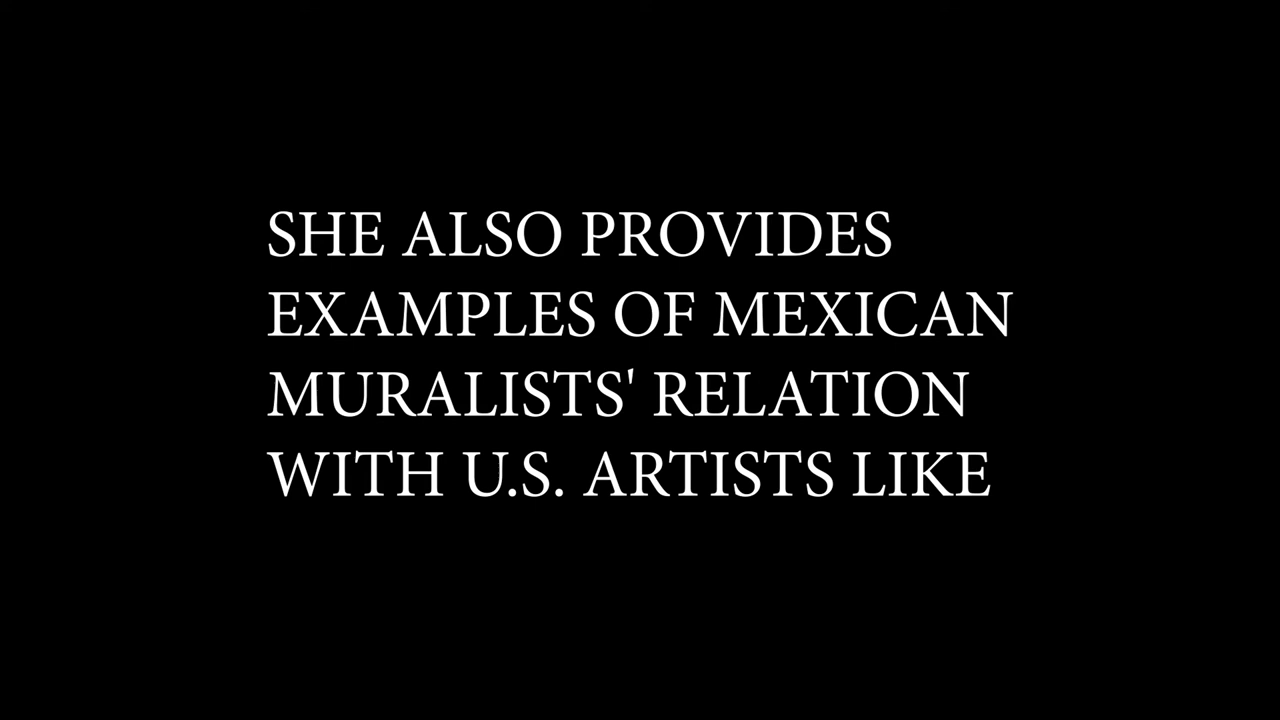 SHE ALSO PROVIDES
EXAMPLES OF MEXICAN
MURALISTS' RELATION
WITH U.S. ARTISTS LIKE